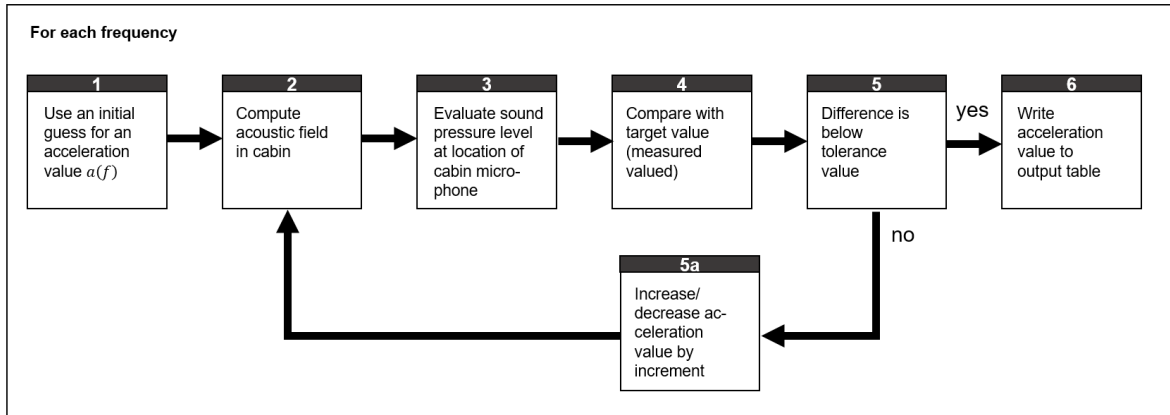 For each frequency
1
Use an initial
guess for an
acceleration
value a(f)
2
Compute
acoustic field
in cabin
3
Evaluate sound
pressure level
at location of
cabin micro-
phone
4
Compare with
target value
(measured
valued)
5
Difference is
below
tolerance
value
yes
6
Write
acceleration
value to
output table
no
5a
Increase/
decrease ac-
celeration
value by
increment